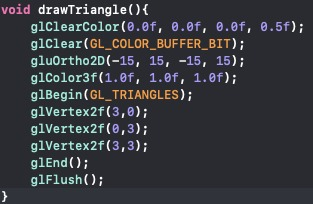 void drawTriangle(){
glClearColor(0.0f, 0.0f, 0.0f, 0.5f);
glClear(GL_COLOR_BUFFER_BIT);
gluOrtho2D(-15, 15, -15, 15);
glColor3f(1.0f, 1.0f, 1.0f);
glBegin(GL_TRIANGLES);
glVertex2f(3,0);
glVertex2f(0,3);
glVertex2f(3,3);
glEnd();
glFlush();
}